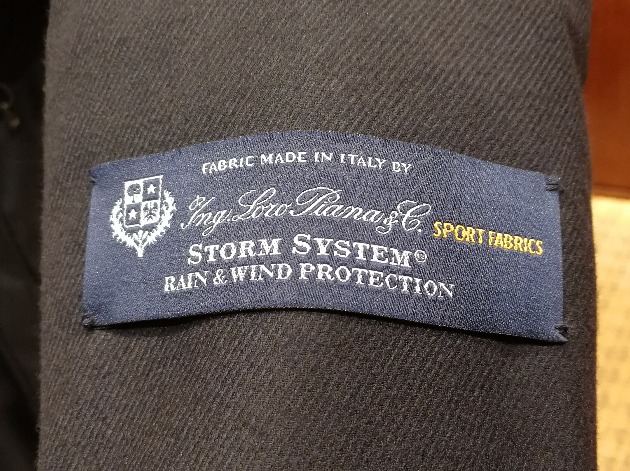 FABRIC MADE IN ITALY BY
Ing. Loro Piana & C. SPORT FABRICS
STORM SYSTEM®
RAIN & WIND PROTECTION